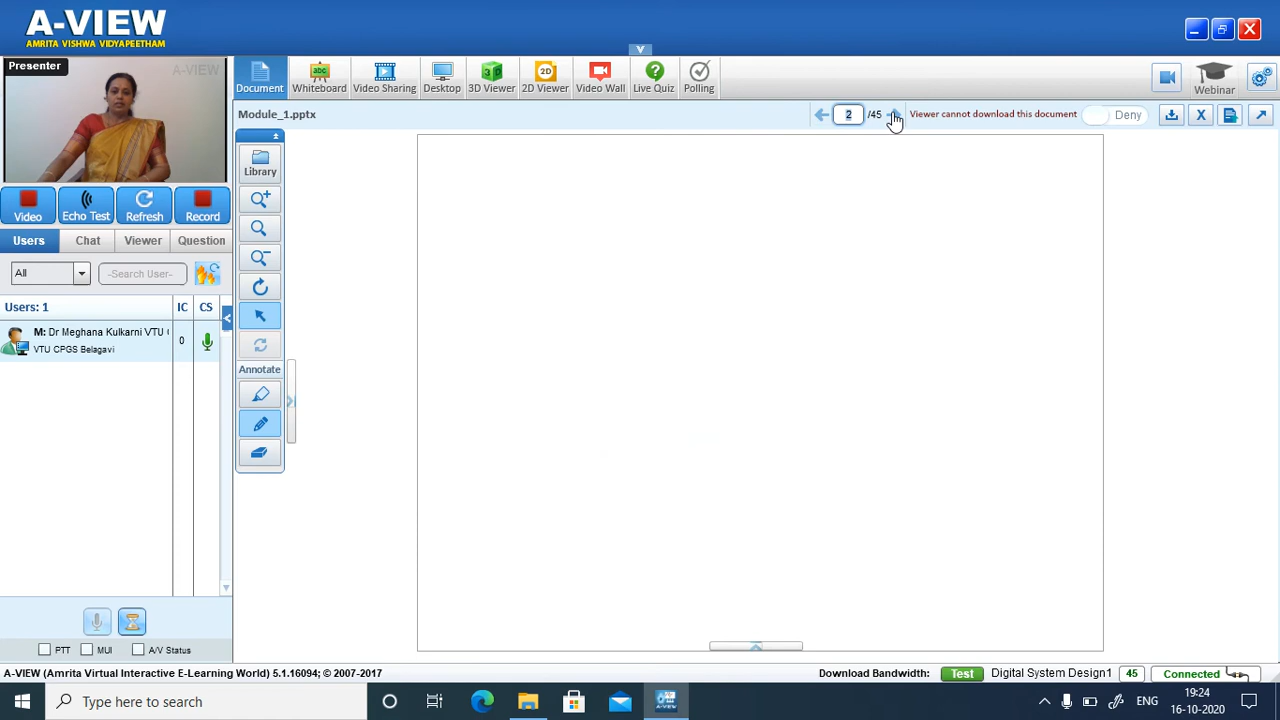 A-VIEW
AMRITA VISHWA VIDYAPEETHAM
V
Presenter
A-VIEW
Document
abc
Whiteboard
Video Sharing
Desktop
3D
3D Viewer
2D
2D Viewer
Video Wall
?
Live Quiz
Polling
Webinar
Module_1.pptx
2 /45
Viewer cannot download this document
Deny
X
Library
Annotate
Video
Echo Test
Refresh
Record
Users
Chat
Viewer
Question
All
-Search User-
Users: 1
IC
CS
<
M: Dr Meghana Kulkarni VTU
VTU CPGS Belagavi
0
PTT
MUI
A/V Status
A-VIEW (Amrita Virtual Interactive E-Learning World) 5.1.16094; © 2007-2017
Download Bandwidth:
Test
Digital System Design1
45
Connected
Type here to search
A-VIEW
ENG
19:24
16-10-2020